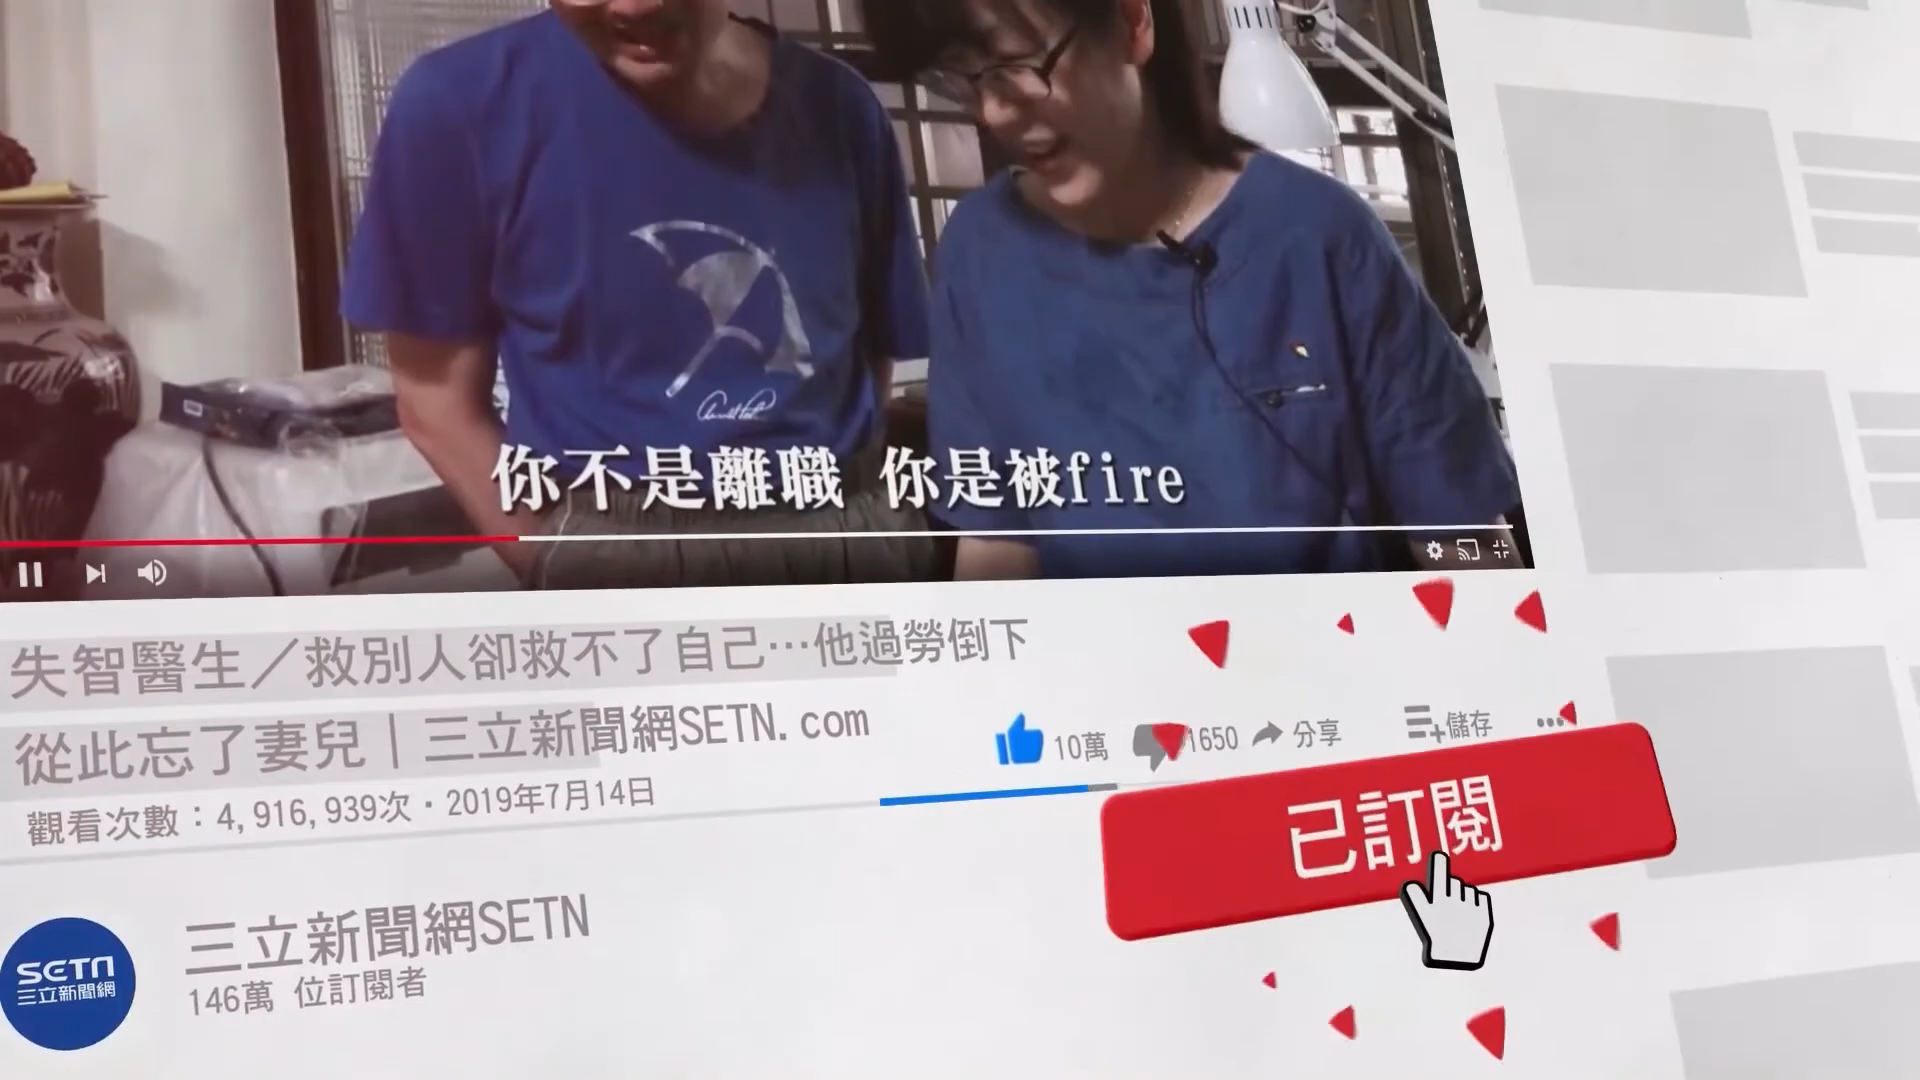 你不是離職 你是被fire
失智醫生／救別人卻救不了自己…他過勞倒下
從此忘了妻兒｜三立新聞網SETN.com
10萬
1650
分享
儲存
觀看次數：4,916,939次・2019年7月14日
已訂閱
三立新聞網SETN
146萬 位訂閱者
SETN
三立新聞網